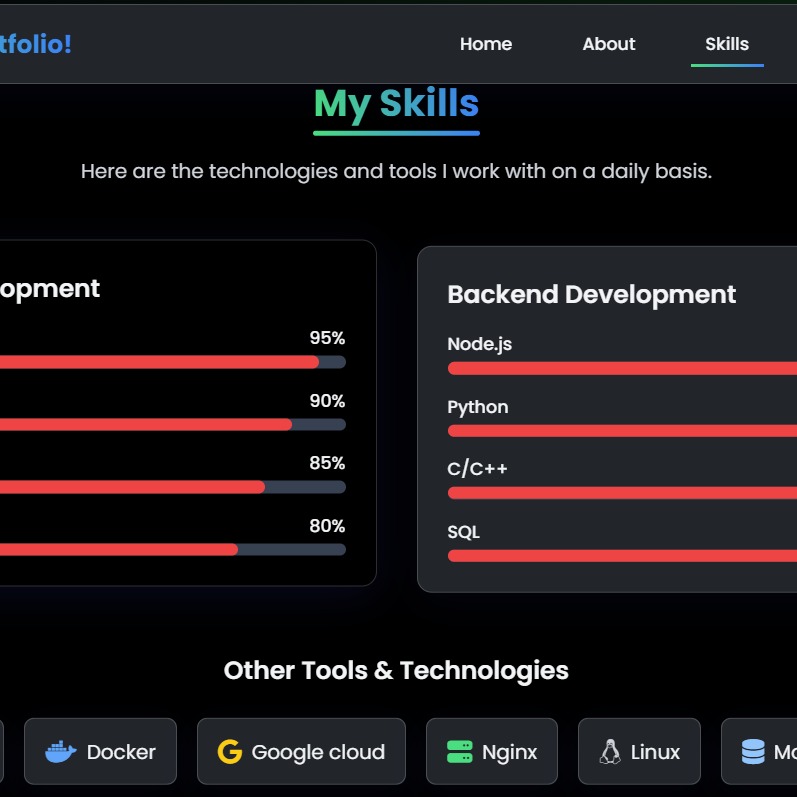 tfolio!
Home
About
Skills
My Skills
Here are the technologies and tools I work with on a daily basis.
opment
95%
90%
85%
80%
Backend Development
Node.js
Python
C/C++
SQL
Other Tools & Technologies
Docker
Google cloud
Nginx
Linux
Mo